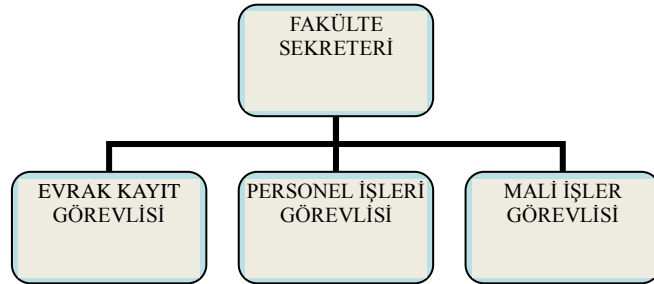 FAKÜLTE
SEKRETERİ
EVRAK KAYIT
GÖREVLİSİ
PERSONEL İŞLERİ
GÖREVLİSİ
MALİ İŞLER
GÖREVLİSİ